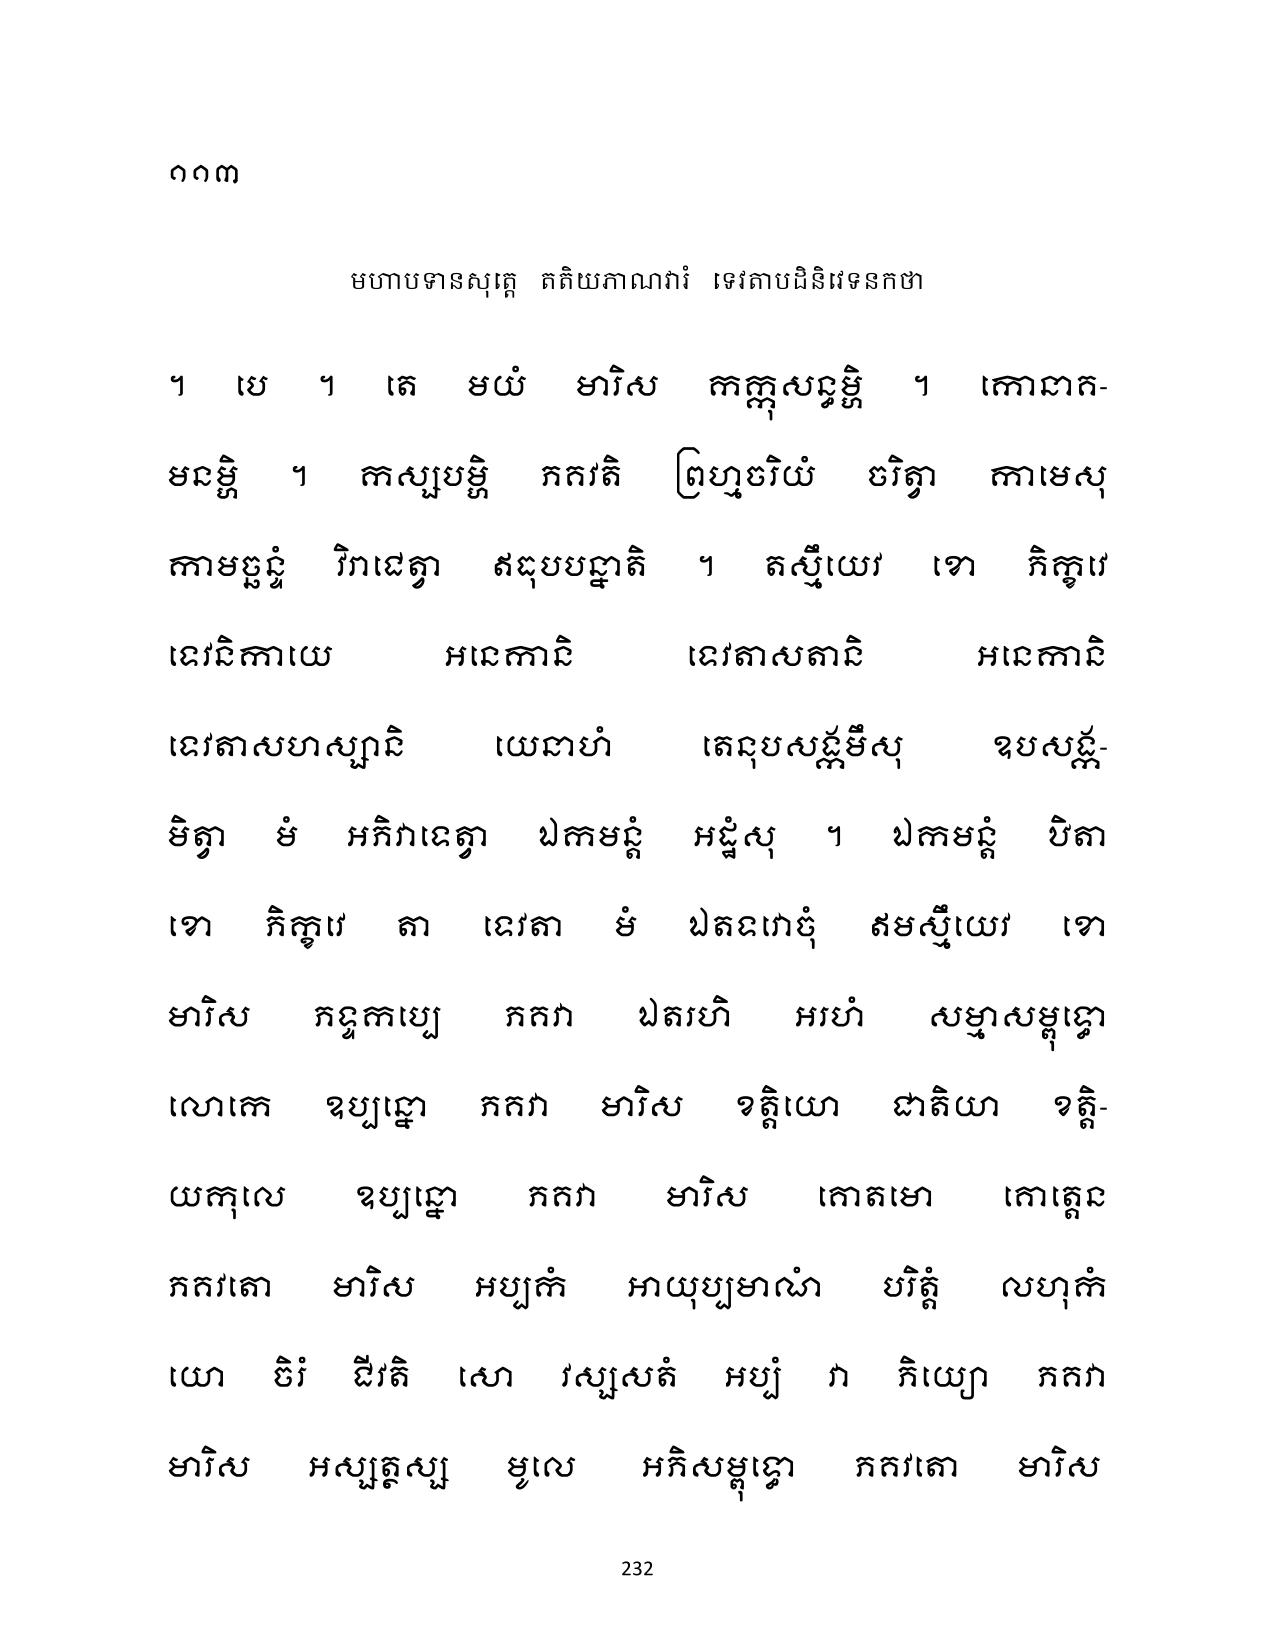 ១១៣
មហាបទានសុត្តេ តតិយភាណវារំ ទេវតាបដិនិវេទនកថា
។ បេ ។ តេ មយំ មារិស កក្កុសន្ធម្ហិ ។ កោនាគ-
មនម្ហិ ។ កស្សបម្ហិ ភគវតិ ព្រហ្មចរិយំ ចរិត្វា កាមេសុ
កាមច្ឆន្ទំ វិរាជេត្វា ឥធុបបន្នាតិ ។ តស្មឹយេវ ខោ ភិក្ខវេ
ទេវនិកាយេ អនេកានិ ទេវតាសតានិ អនេកានិ
ទេវតាសហស្សានិ យេនាហំ តេនុបសង្កមឹសុ ឧបសង្ក-
មិត្វា មំ អភិវាទេត្វា ឯកមន្តំ អដ្ឋំសុ ។ ឯកមន្តំ ឋិតា
ខោ ភិក្ខវេ តា ទេវតា មំ ឯតទវោចុំ ឥមស្មឹយេវ ខោ
មារិស ភទ្ទកប្បេ ភគវា ឯតរហិ អរហំ សម្មាសម្ពុទ្ធោ
លោកេ ឧប្បន្នោ ភគវា មារិស ខត្តិយោ ជាតិយា ខត្តិ-
យកុលេ ឧប្បន្នោ ភគវា មារិស គោតមោ គោត្តេន
ភគវតោ មារិស អប្បកំ អាយុប្បមាណំ បរិត្តំ លហុកំ
យោ ចិរំ ជីវតិ សោ វស្សសតំ អប្បំ វា ភិយ្យោ ភគវា
មារិស អស្សត្ថស្ស មូលេ អភិសម្ពុទ្ធោ ភគវតោ មារិស
232